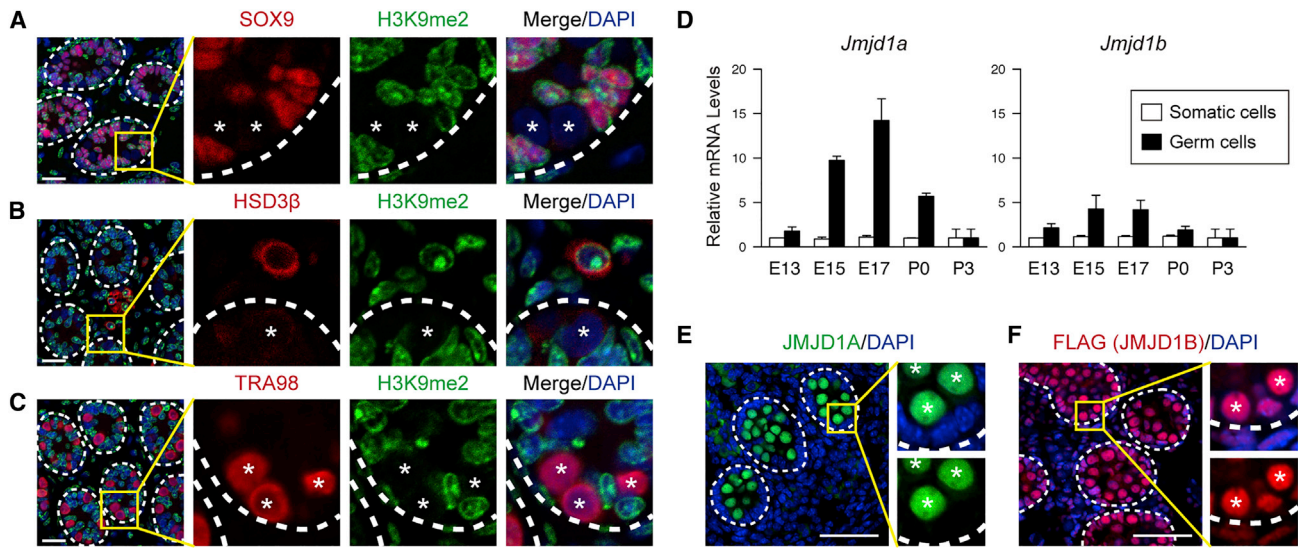 A
SOX9
H3K9me2
Merge/DAPI
* *
* *
* *
B
HSD3β
H3K9me2
Merge/DAPI
*
*
*
C
TRA98
H3K9me2
Merge/DAPI
* * *
* * *
* * *
D
Jmjd1a
Jmjd1b
Relative mRNA Levels
20
15
10
5
0
E13 E15 E17 P0 P3
20
15
10
5
0
E13 E15 E17 P0 P3
Somatic cells
Germ cells
E
JMJD1A/DAPI
* * *
* * *
F
FLAG (JMJD1B)/DAPI
* *
* *